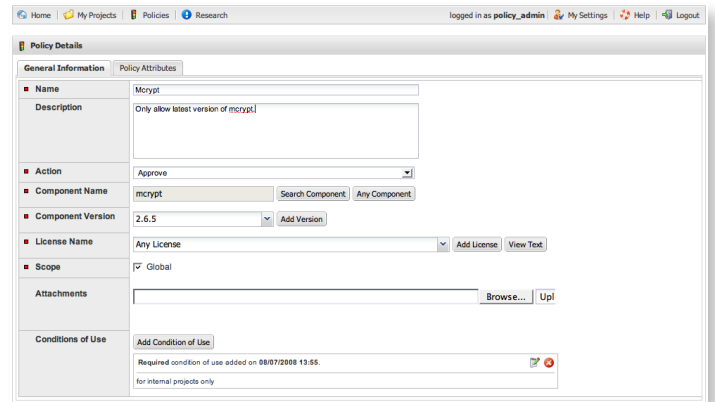 Home My Projects Policies Research logged in as policy_admin My Settings Help Logout
Policy Details
General Information Policy Attributes
Name Mcrypt
Description Only allow latest version of mcrypt.
Action Approve
Component Name mcrypt Search Component Any Component
Component Version 2.6.5 Add Version
License Name Any License Add License View Text
Scope Global
Attachments Browse... Upl
Conditions of Use Add Condition of Use
Required condition of use added on 08/07/2008 13:55.
for internal projects only